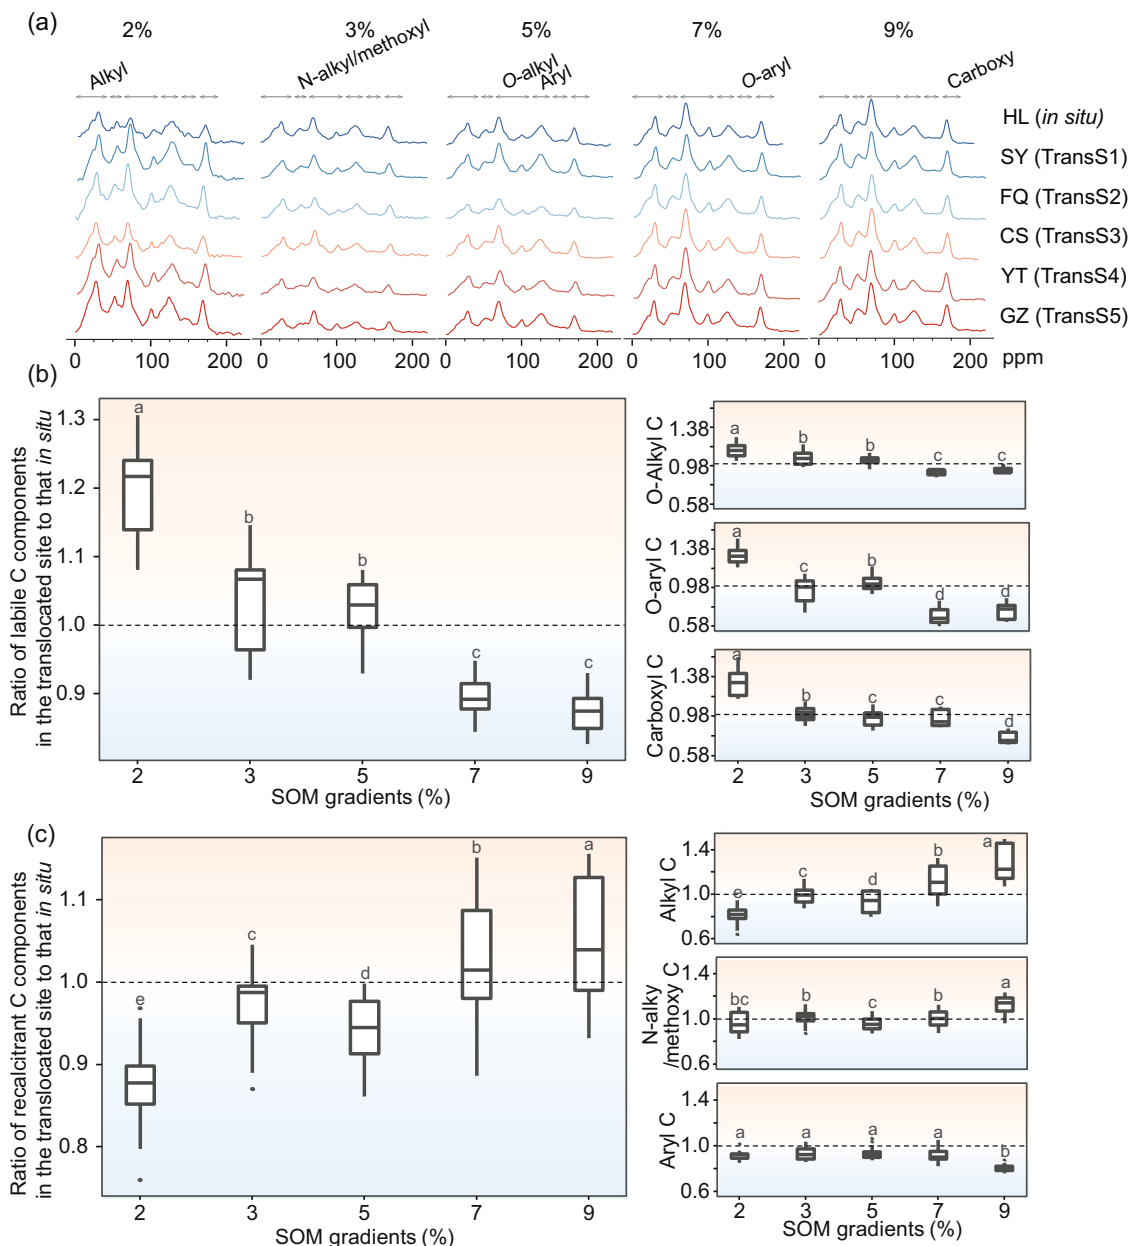 (a)
2% 3% 5% 7% 9%
Alkyl N-alkyl/methoxyl O-alkyl Aryl O-aryl Carboxy
HL (in situ)
SY (TransS1)
FQ (TransS2)
CS (TransS3)
YT (TransS4)
GZ (TransS5)
0 100 200 0 100 200 0 100 200 0 100 200 0 100 200 ppm
(b)
Ratio of labile C components
in the translocated site to that in situ
1.3
1.2
1.1
1.0
0.9
a b b c c
2 3 5 7 9
SOM gradients (%)
O-Alkyl C
1.38
0.98
0.58
a b b c c
O-aryl C
1.38
0.98
0.58
a c b d d
Carboxyl C
1.38
0.98
0.58
a b c c d
2 3 5 7 9
SOM gradients (%)
(c)
Ratio of recalcitrant C components
in the translocated site to that in situ
1.1
1.0
0.9
0.8
e c d b a
2 3 5 7 9
SOM gradients (%)
Alkyl C
1.4
1.0
0.6
e c d b a
N-alky
/methoxy C
1.4
1.0
0.6
bc b c b a
Aryl C
1.4
1.0
0.6
a a a a b
2 3 5 7 9
SOM gradients (%)